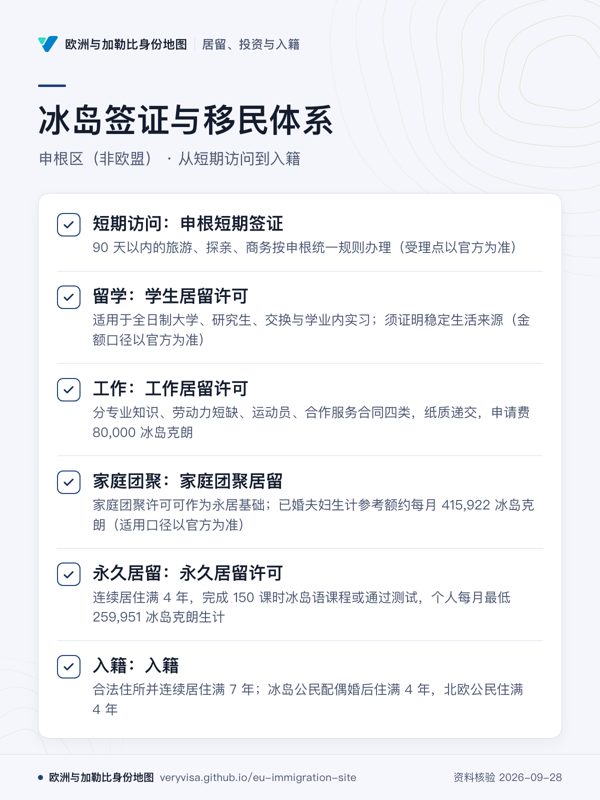 欧洲与加勒比身份地图 居留、投资与入籍
冰岛签证与移民体系
申根区（非欧盟） · 从短期访问到入籍
短期访问：申根短期签证
90 天以内的旅游、探亲、商务按申根统一规则办理（受理点以官方为准）
留学：学生居留许可
适用于全日制大学、研究生、交换与学业内实习；须证明稳定生活来源（金
额口径以官方为准）
工作：工作居留许可
分专业知识、劳动力短缺、运动员、合作服务合同四类，纸质递交，申请费
80,000 冰岛克朗
家庭团聚：家庭团聚居留
家庭团聚许可可作为永居基础；已婚夫妇生计参考额约每月 415,922 冰岛克
朗（适用口径以官方为准）
永久居留：永久居留许可
连续居住满 4 年，完成 150 课时冰岛语课程或通过测试，个人每月最低
259,951 冰岛克朗生计
入籍：入籍
合法住所并连续居住满 7 年；冰岛公民配偶婚后住满 4 年，北欧公民住满
4 年
欧洲与加勒比身份地图 veryvisa.github.io/eu-immigration-site 资料核验 2026-09-28